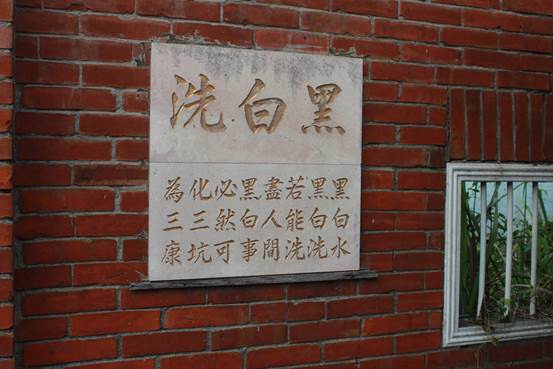 黑白洗
黑白水
黑白洗
若能洗
盡人間
黑白事
必然可
化三坑
為三康